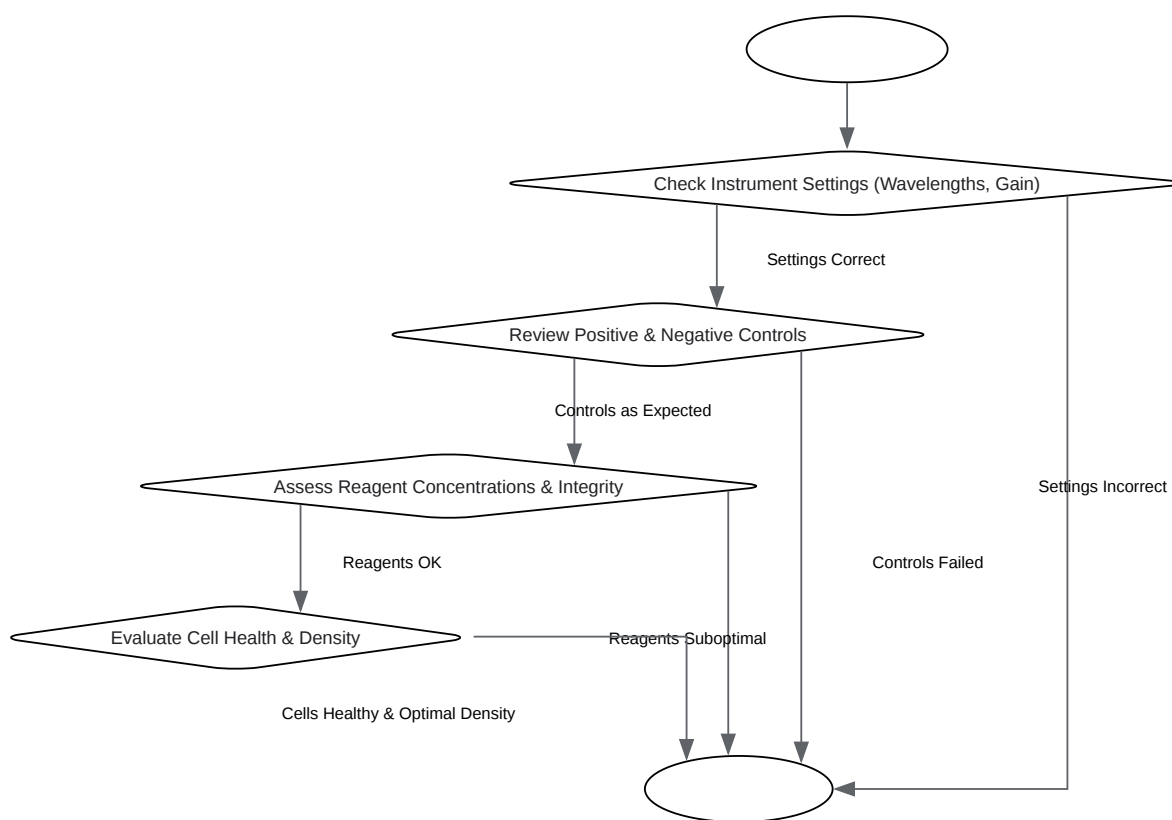 Check Instrument Settings (Wavelengths, Gain)
Settings Correct
Review Positive & Negative Controls
Controls as Expected
Assess Reagent Concentrations & Integrity
Settings Incorrect
Reagents OK
Controls Failed
Evaluate Cell Health & Density
Reagents Suboptimal
Cells Healthy & Optimal Density